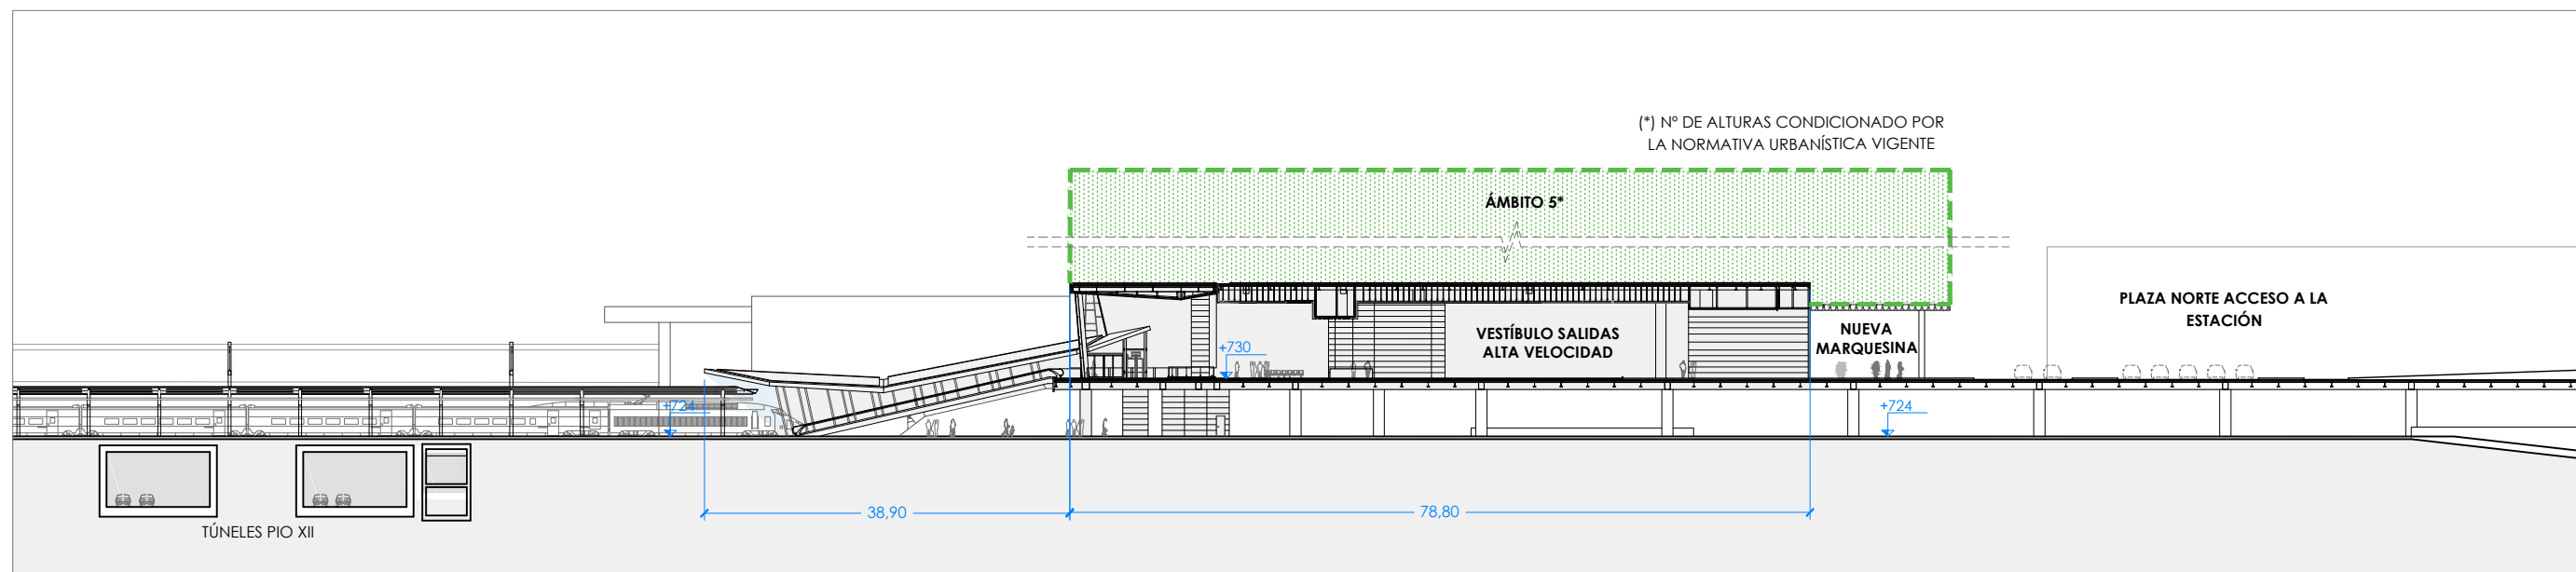 (*) Nº DE ALTURAS CONDICIONADO POR
LA NORMATIVA URBANÍSTICA VIGENTE
ÁMBITO 5*
PLAZA NORTE ACCESO A LA
ESTACIÓN
VESTÍBULO SALIDAS
ALTA VELOCIDAD
NUEVA
MARQUESINA
+730
+724
+724
38,90
78,80
TÚNELES PIO XII